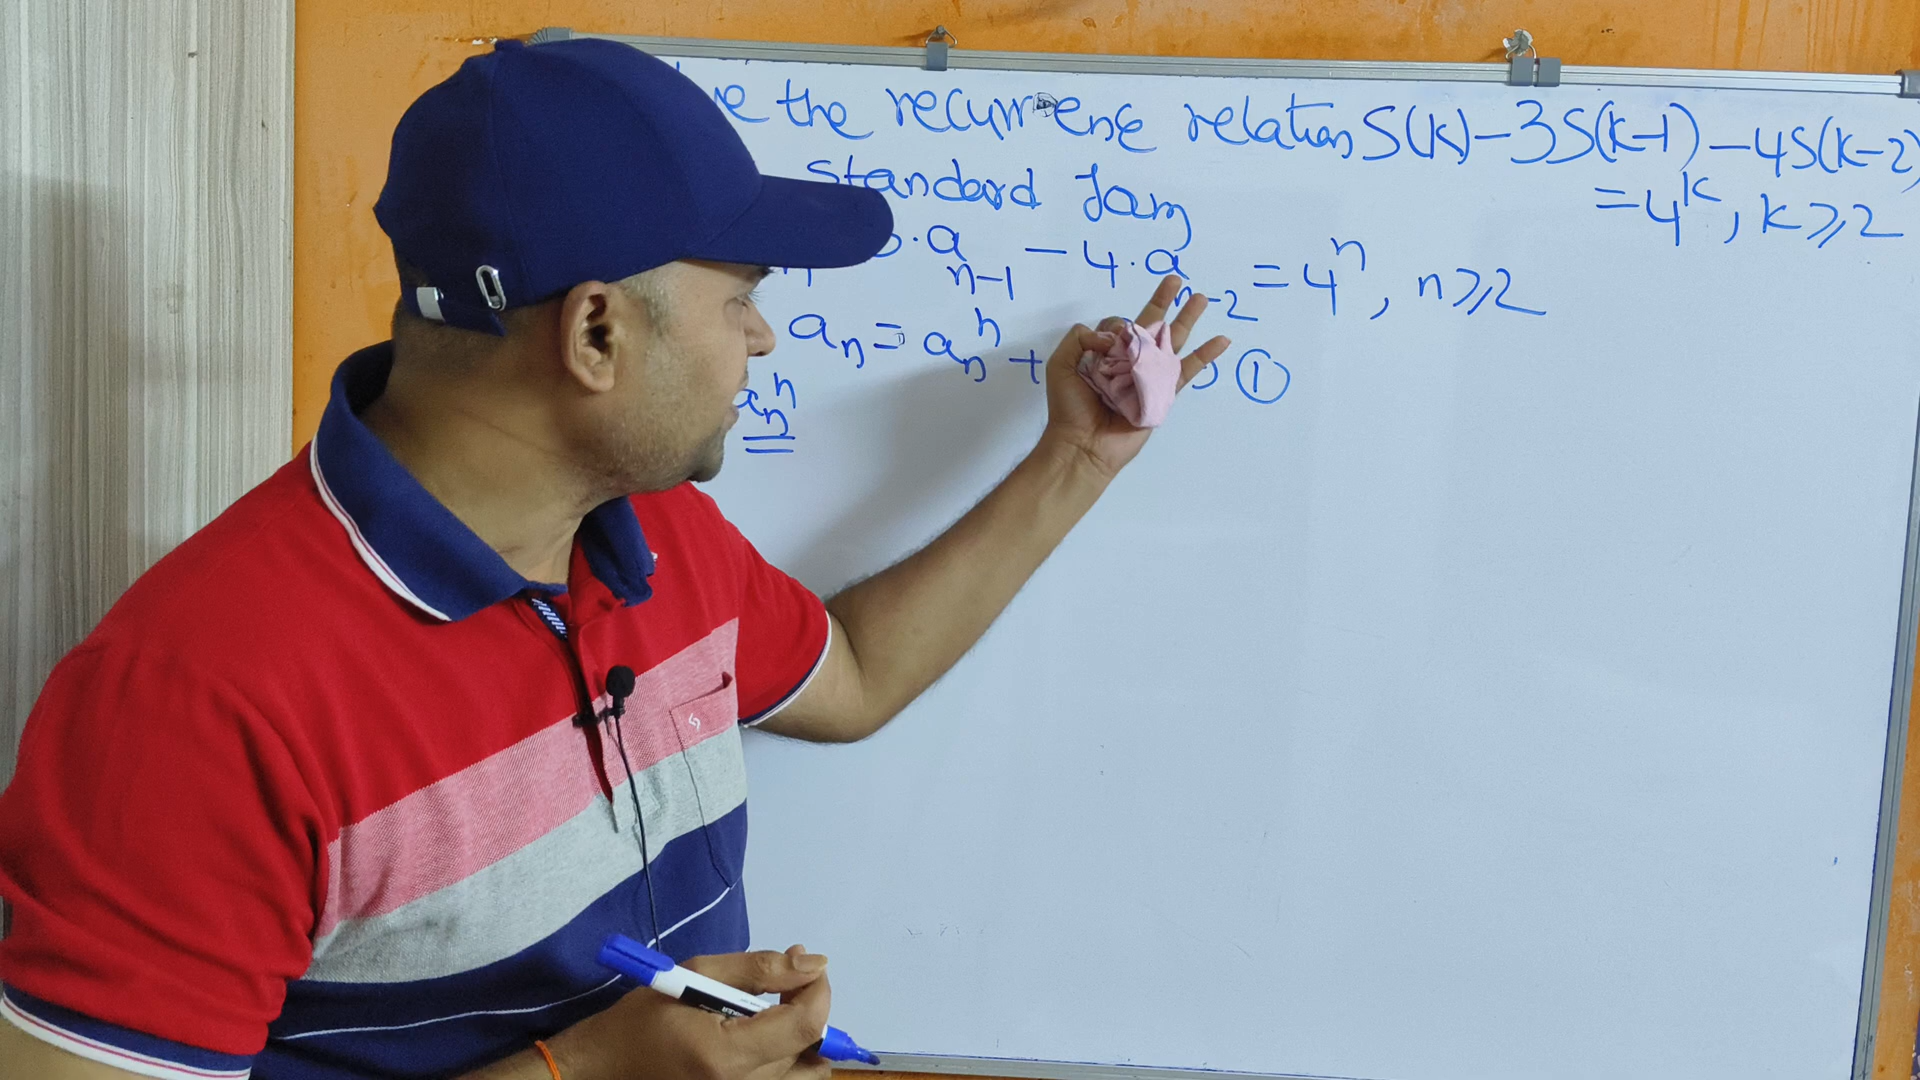 the recurrence relation S(k)-3S(k-1)-4S(k-2)
=4^k, k≥2
standard form
.a_{n-1} - 4.a_{n-2} = 4^n, n≥2
a_n = a_n^h + ①
a_n^h